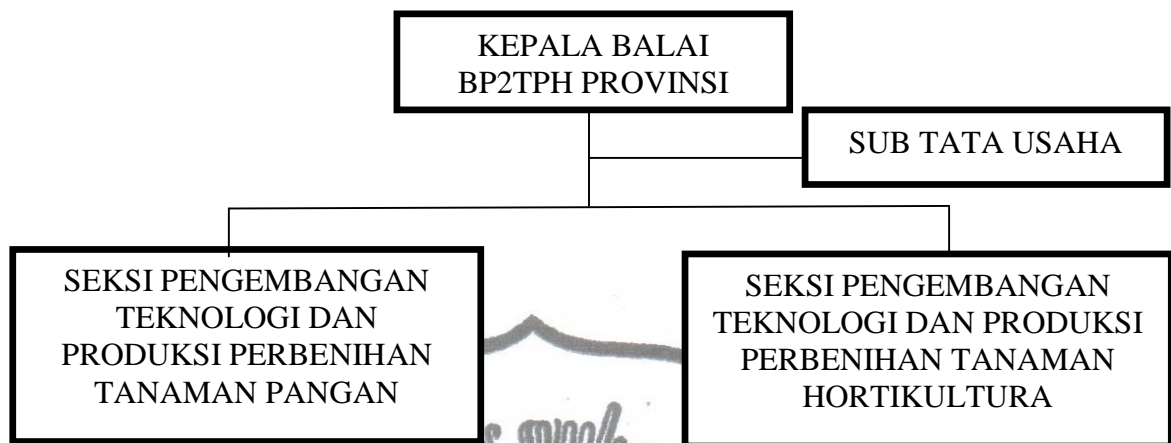 KEPALA BALAI
BP2TPH PROVINSI
SUB TATA USAHA
SEKSI PENGEMBANGAN
TEKNOLOGI DAN
PRODUKSI PERBENIHAN
TANAMAN PANGAN
SEKSI PENGEMBANGAN
TEKNOLOGI DAN PRODUKSI
PERBENIHAN TANAMAN
HORTIKULTURA